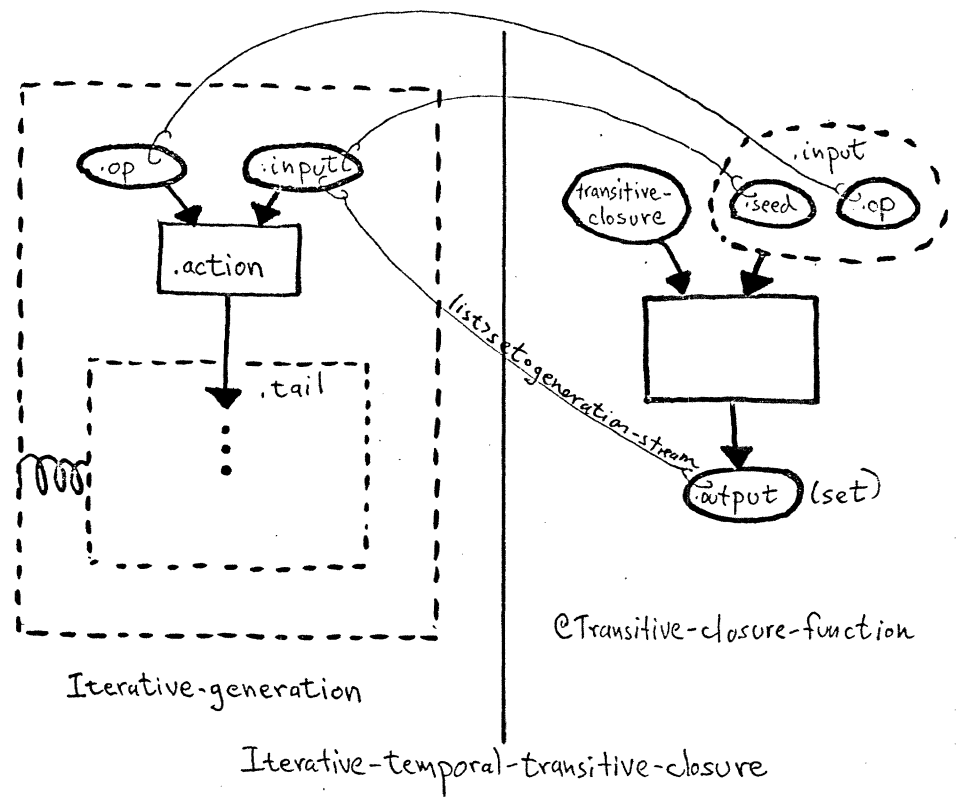 .op
.input
.action
.tail
Iterative-generation
list>set∘generation-stream
.input
transitive-
closure
.seed
.op
.output
(set)
@Transitive-closure-function
Iterative-temporal-transitive-closure